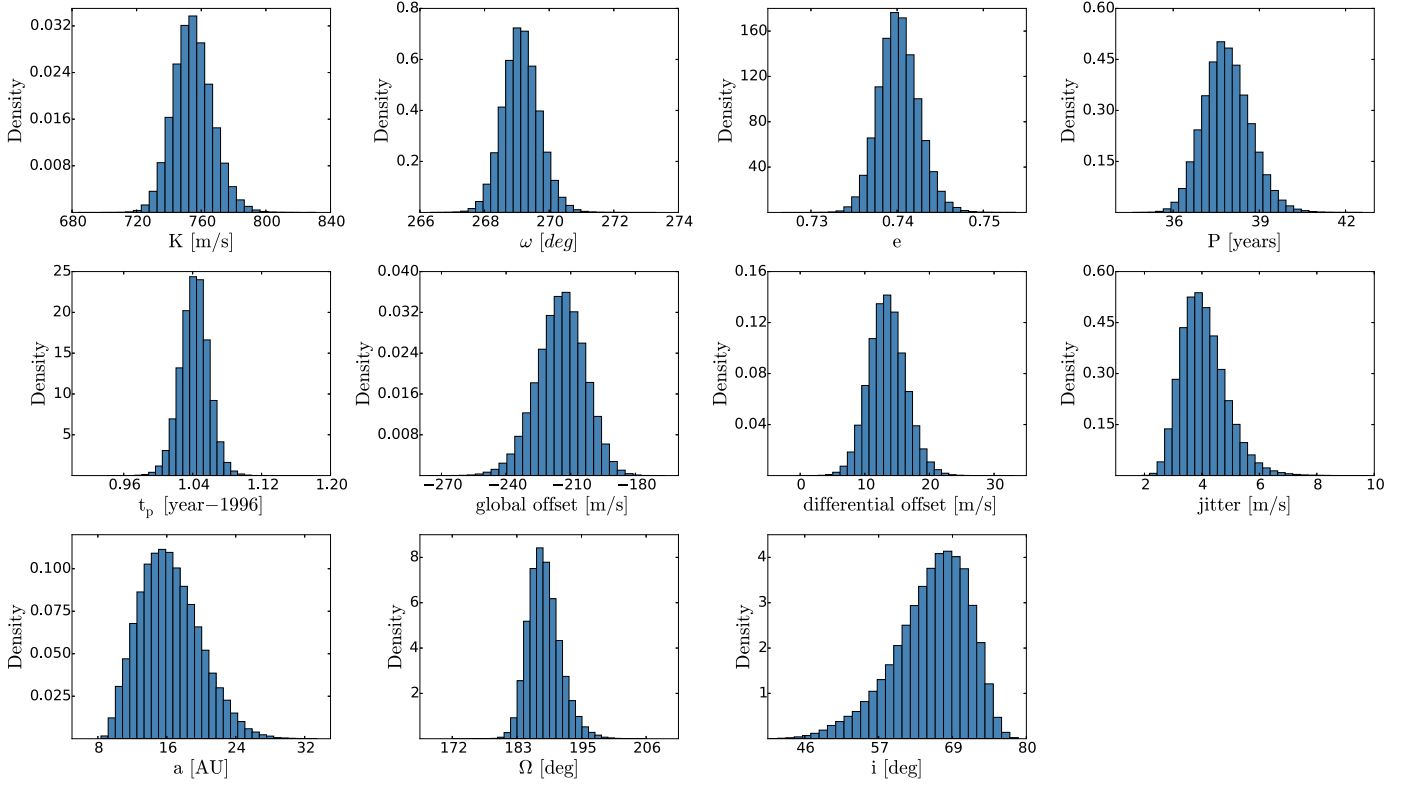 Density
0.032
0.024
0.016
0.008
680 720 760 800 840
K [m/s]
Density
0.8
0.6
0.4
0.2
266 268 270 272 274
ω [deg]
Density
160
120
80
40
0.73 0.74 0.75
e
Density
0.60
0.45
0.30
0.15
36 39 42
P [years]
Density
25
20
15
10
5
0.96 1.04 1.12 1.20
tp [year−1996]
Density
0.040
0.032
0.024
0.016
0.008
−270 −240 −210 −180
global offset [m/s]
Density
0.16
0.12
0.08
0.04
0 10 20 30
differential offset [m/s]
Density
0.60
0.45
0.30
0.15
2 4 6 8 10
jitter [m/s]
Density
0.100
0.075
0.050
0.025
8 16 24 32
a [AU]
Density
8
6
4
2
172 183 195 206
Ω [deg]
Density
4
3
2
1
46 57 69 80
i [deg]